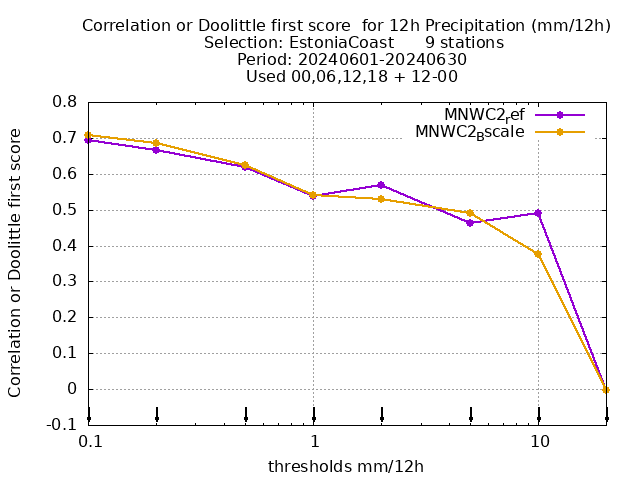 Correlation or Doolittle first score  for 12h Precipitation (mm/12h)
Selection: EstoniaCoast      9 stations
Period: 20240601-20240630
Used 00,06,12,18 + 12-00
MNWC2ref
MNWC2Bscale
Correlation or Doolittle first score
0.8
0.7
0.6
0.5
0.4
0.3
0.2
0.1
0
-0.1
0.1 1 10
thresholds mm/12h